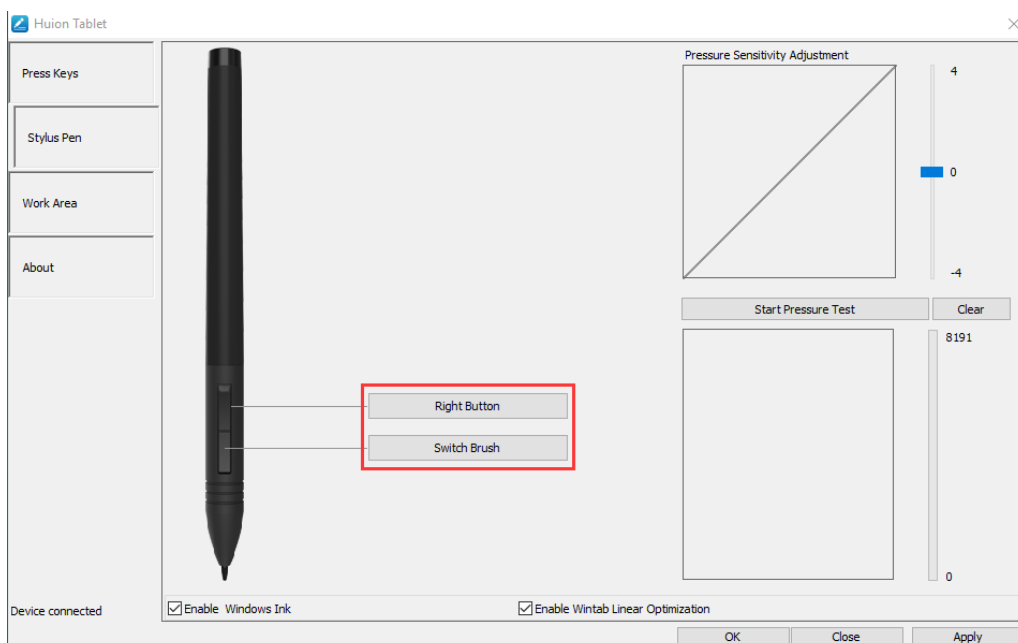 Huion Tablet
Press Keys
Stylus Pen
Work Area
About
Device connected
Right Button
Switch Brush
Pressure Sensitivity Adjustment
4
0
-4
Start Pressure Test
Clear
8191
0
Enable Windows Ink
Enable Wintab Linear Optimization
OK
Close
Apply